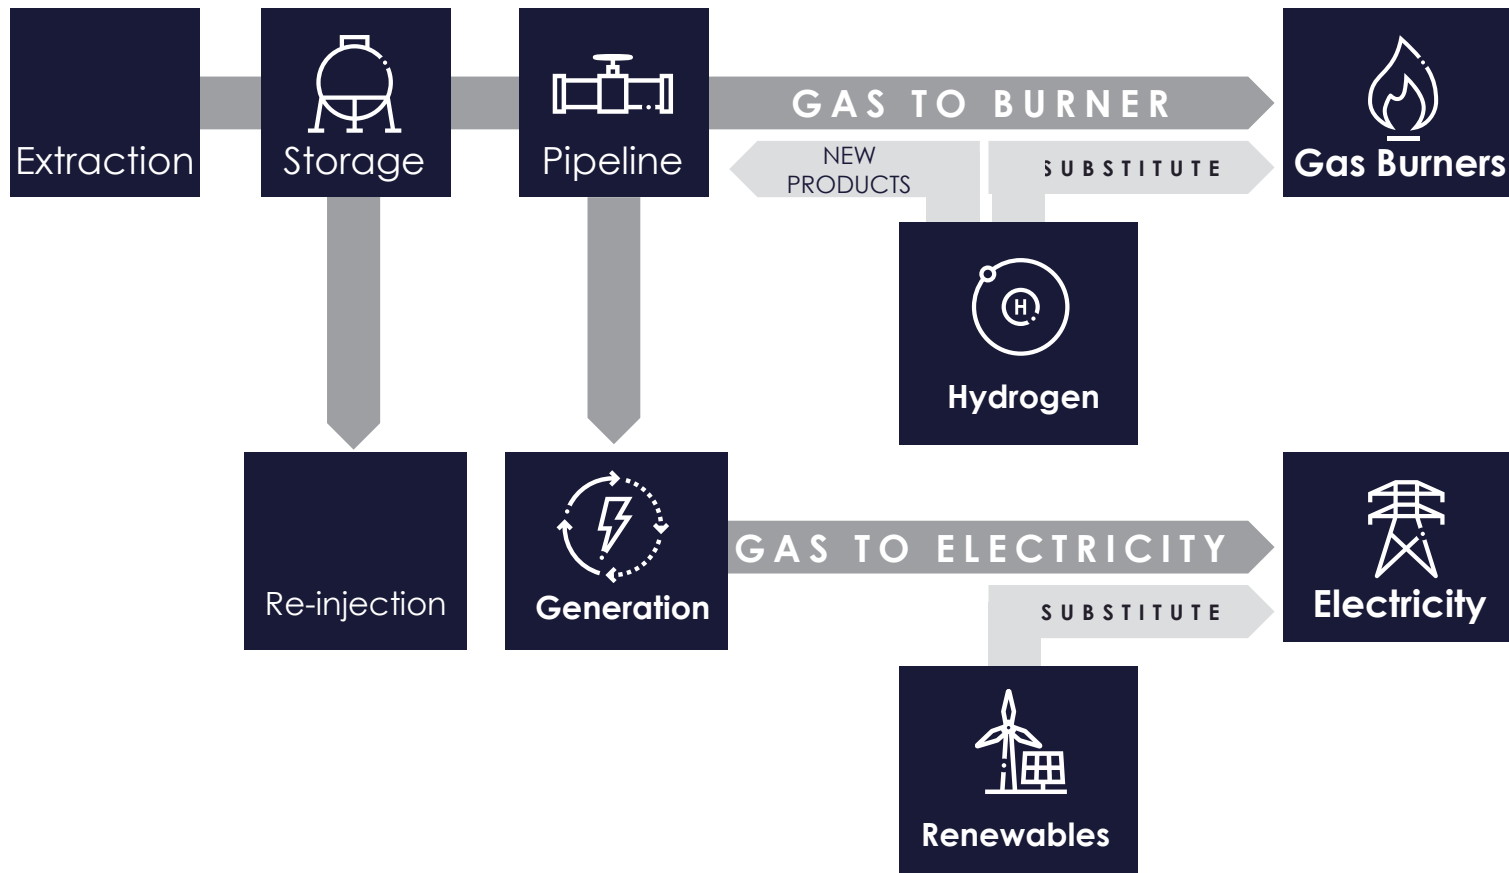 Extraction
Storage
Pipeline
GAS TO BURNER
Gas Burners
NEW
PRODUCTS
SUBSTITUTE
H
Hydrogen
Re-injection
Generation
GAS TO ELECTRICITY
Electricity
SUBSTITUTE
Renewables